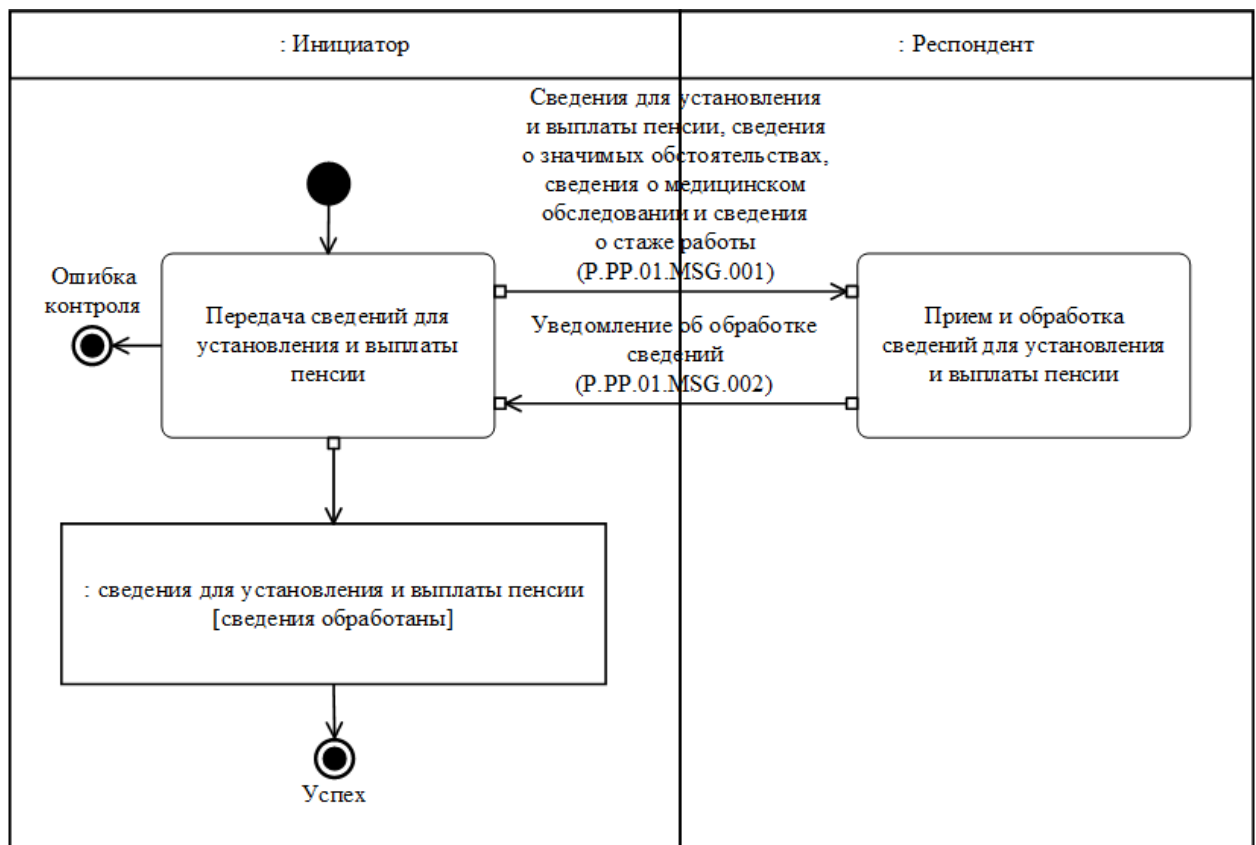 : Инициатор
: Респондент
Сведения для установления
и выплаты пенсии, сведения
о значимых обстоятельствах,
сведения о медицинском
обследовании и сведения
о стаже работы
(P.PP.01.MSG.001)
Ошибка
контроля
Передача сведений для
установления и выплаты
пенсии
Уведомление об обработке
сведений
(P.PP.01.MSG.002)
Прием и обработка
сведений для установления
и выплаты пенсии
: сведения для установления и выплаты пенсии
[сведения обработаны]
Успех